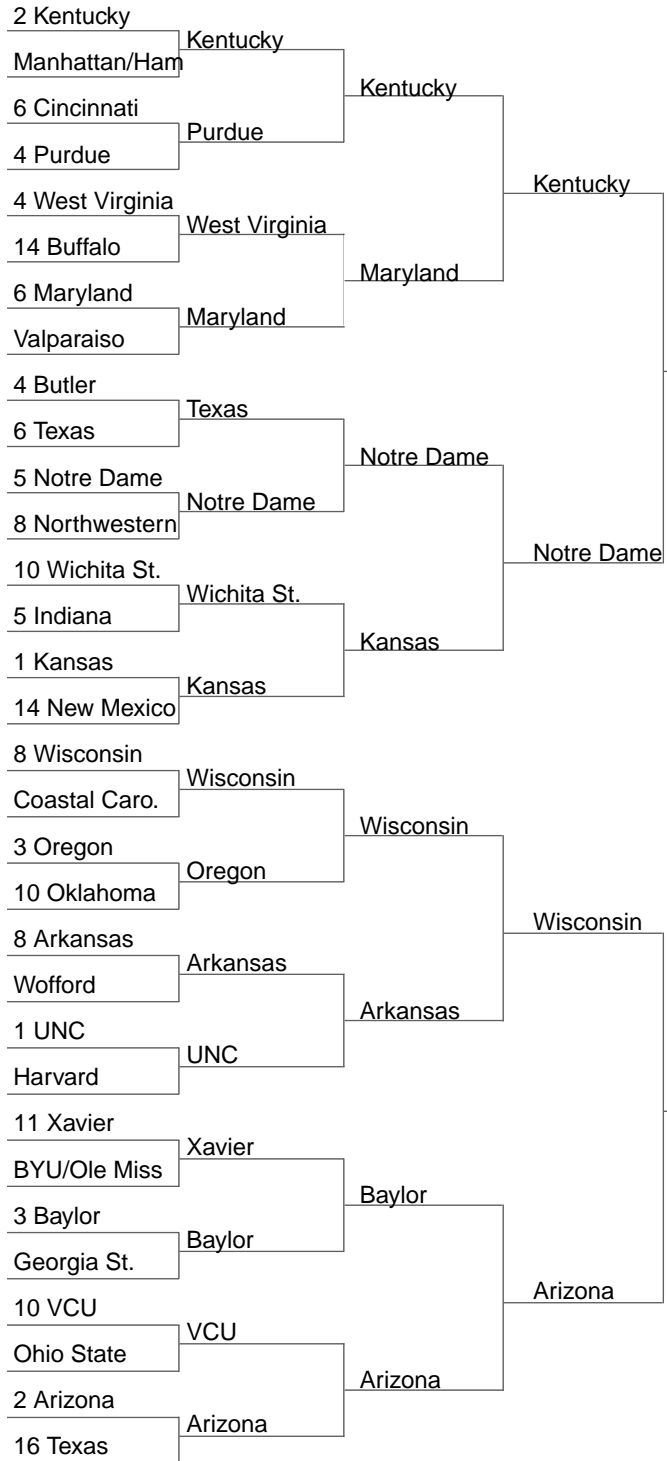 2 Kentucky
Manhattan/Ham
6 Cincinnati
4 Purdue
4 West Virginia
14 Buffalo
6 Maryland
Valparaiso
4 Butler
6 Texas
5 Notre Dame
8 Northwestern
10 Wichita St.
5 Indiana
1 Kansas
14 New Mexico
8 Wisconsin
Coastal Caro.
3 Oregon
10 Oklahoma
8 Arkansas
Wofford
1 UNC
Harvard
11 Xavier
BYU/Ole Miss
3 Baylor
Georgia St.
10 VCU
Ohio State
2 Arizona
16 Texas
Kentucky
Purdue
West Virginia
Maryland
Texas
Notre Dame
Wichita St.
Kansas
Wisconsin
Oregon
Arkansas
UNC
Xavier
Baylor
VCU
Arizona
Kentucky
Maryland
Notre Dame
Kansas
Wisconsin
Arkansas
Baylor
Arizona
Kentucky
Notre Dame
Wisconsin
Arizona